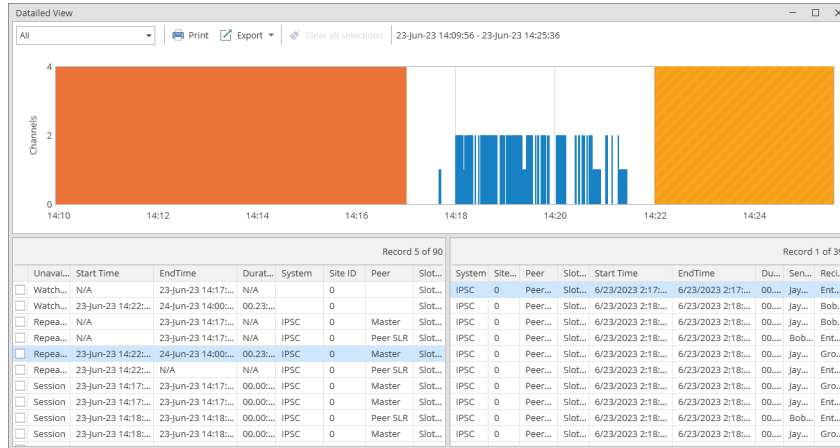 Datailed View
All Print Export Clear all selections 23-Jun-23 14:09:56 - 23-Jun-23 14:25:36
4
Channels
2
0
14:10 14:12 14:14 14:16 14:18 14:20 14:22 14:24
Record 5 of 90
Unavai... Start Time EndTime Durat... System Site ID Peer Slot...
Watch... N/A 23-Jun-23 14:17:... N/A 0 Slot...
Watch... 23-Jun-23 14:22:... 24-Jun-23 14:00:... 00.23:... 0 Slot...
Repea... N/A 23-Jun-23 14:17:... N/A IPSC 0 Master Slot...
Repea... N/A 23-Jun-23 14:17:... N/A IPSC 0 Peer SLR Slot...
Repea... 23-Jun-23 14:22:... 24-Jun-23 14:00:... 00.23:... IPSC 0 Master Slot...
Repea... 23-Jun-23 14:22:... N/A N/A IPSC 0 Peer SLR Slot...
Session 23-Jun-23 14:17:... 23-Jun-23 14:17:... 00.00:... IPSC 0 Master Slot...
Session 23-Jun-23 14:17:... 23-Jun-23 14:17:... 00.00:... IPSC 0 Master Slot...
Session 23-Jun-23 14:18:... 23-Jun-23 14:18:... 00.00:... IPSC 0 Peer SLR Slot...
Session 23-Jun-23 14:18:... 23-Jun-23 14:18:... 00.00:... IPSC 0 Master Slot...
Record 1 of 39
System Site... Peer Slot... Start Time EndTime Du... Sen... Reci...
IPSC 0 Peer... Slot... 6/23/2023 2:17:... 6/23/2023 2:17:... 00.... Jay... Ent...
IPSC 0 Peer... Slot... 6/23/2023 2:18:... 6/23/2023 2:18:... 00.... Jay... Bob...
IPSC 0 Peer... Slot... 6/23/2023 2:18:... 6/23/2023 2:18:... 00.... Jay... Bob...
IPSC 0 Peer... Slot... 6/23/2023 2:18:... 6/23/2023 2:18:... 00.... Bob... Ent...
IPSC 0 Peer... Slot... 6/23/2023 2:18:... 6/23/2023 2:18:... 00.... Jay... Gro...
IPSC 0 Peer... Slot... 6/23/2023 2:18:... 6/23/2023 2:18:... 00.... Jay... Ent...
IPSC 0 Peer... Slot... 6/23/2023 2:18:... 6/23/2023 2:18:... 00.... Jay... Gro...
IPSC 0 Peer... Slot... 6/23/2023 2:18:... 6/23/2023 2:18:... 00.... Jay... Ent...
IPSC 0 Peer... Slot... 6/23/2023 2:18:... 6/23/2023 2:18:... 00.... Bob... Ent...
IPSC 0 Peer... Slot... 6/23/2023 2:18:... 6/23/2023 2:18:... 00.... Jay... Gro...